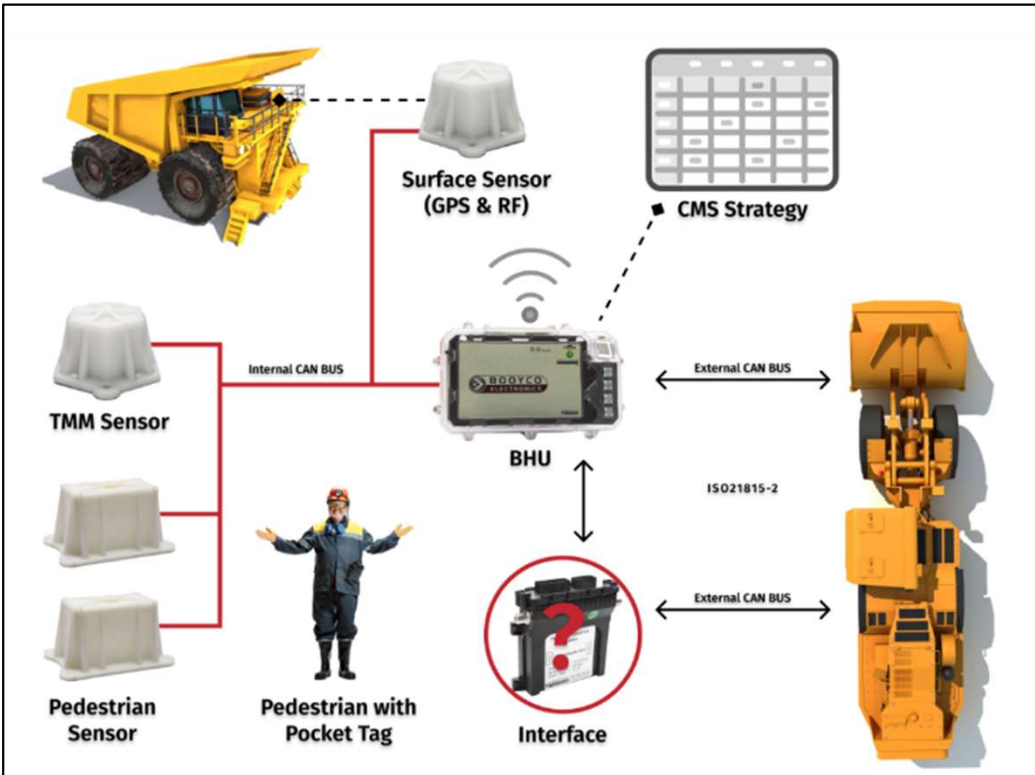 Surface Sensor
(GPS & RF)
CMS Strategy
TMM Sensor
Internal CAN BUS
BOOYCO
ELECTRONICS
External CAN BUS
BHU
ISO21815-2
?
External CAN BUS
Pedestrian
Sensor
Pedestrian with
Pocket Tag
Interface